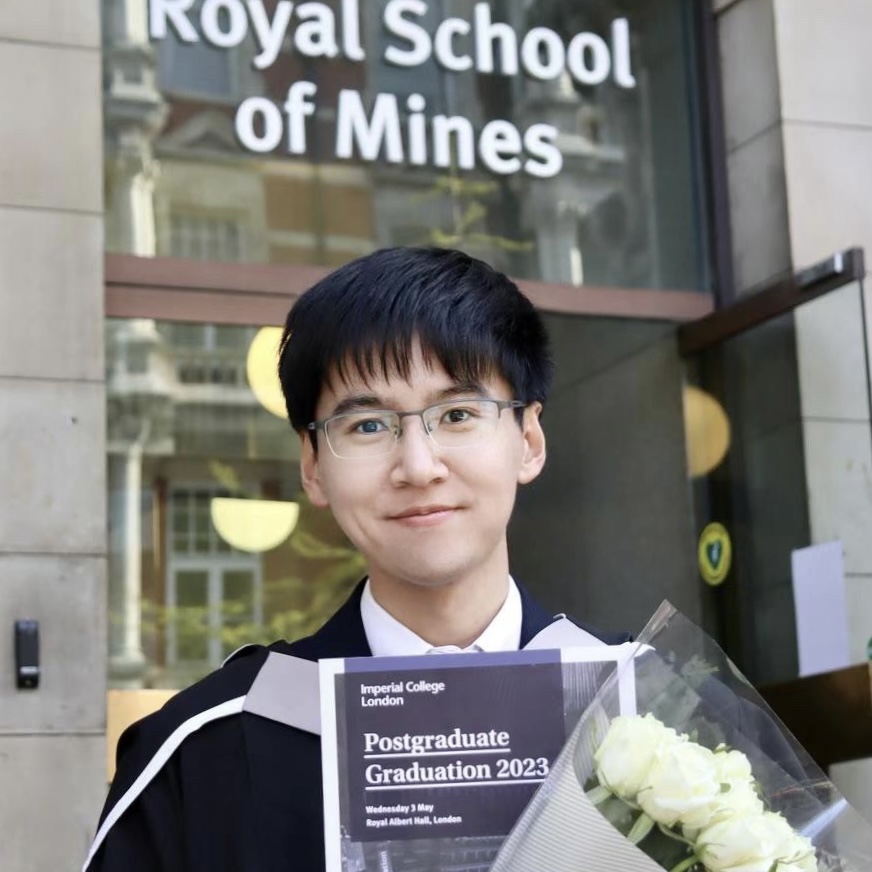 Royal School
of Mines
Imperial College
London
Postgraduate
Graduation 2023
Wednesday 3 May
Royal Albert Hall, London